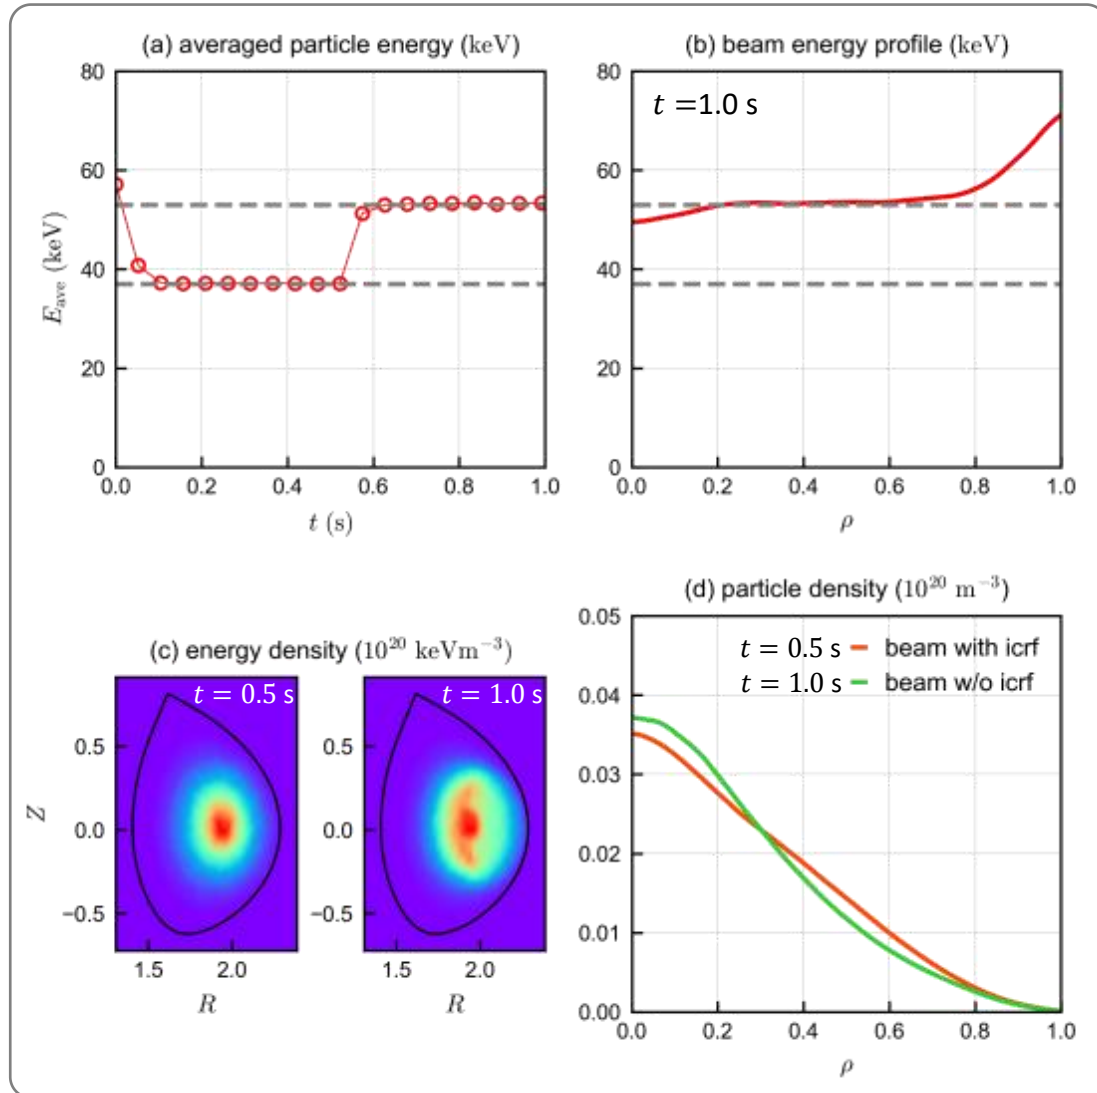 (a) averaged particle energy (keV)
80
60
40
20
0
E_ave (keV)
0.0 0.2 0.4 0.6 0.8 1.0
t (s)
(b) beam energy profile (keV)
t =1.0 s
80
60
40
20
0
0.0 0.2 0.4 0.6 0.8 1.0
ρ
(c) energy density (10^20 keVm^−3)
t = 0.5 s
t = 1.0 s
Z
0.5
0.0
−0.5
1.5 2.0
R
0.5
0.0
−0.5
1.5 2.0
R
(d) particle density (10^20 m^−3)
t = 0.5 s beam with icrf
t = 1.0 s beam w/o icrf
0.05
0.04
0.03
0.02
0.01
0.00
0.0 0.2 0.4 0.6 0.8 1.0
ρ